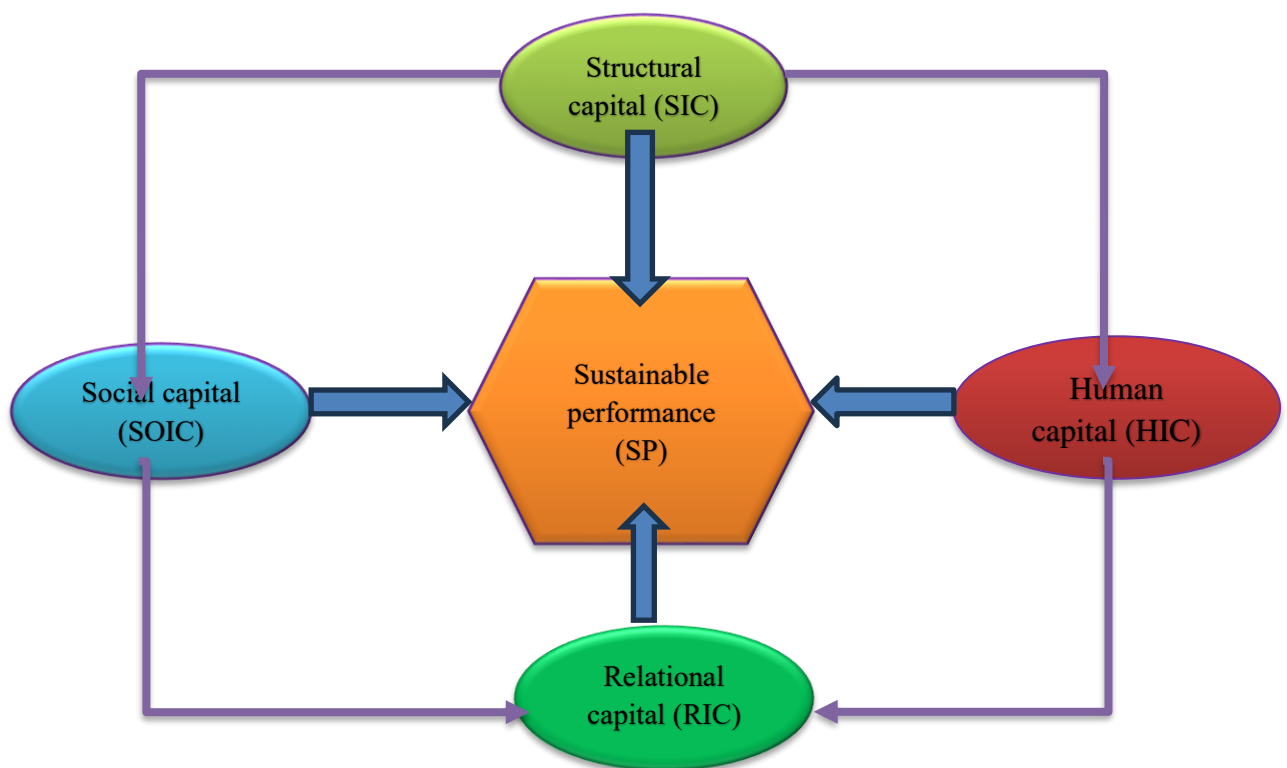 Structural
capital (SIC)
Social capital
(SOIC)
Sustainable
performance
(SP)
Human
capital (HIC)
Relational
capital (RIC)